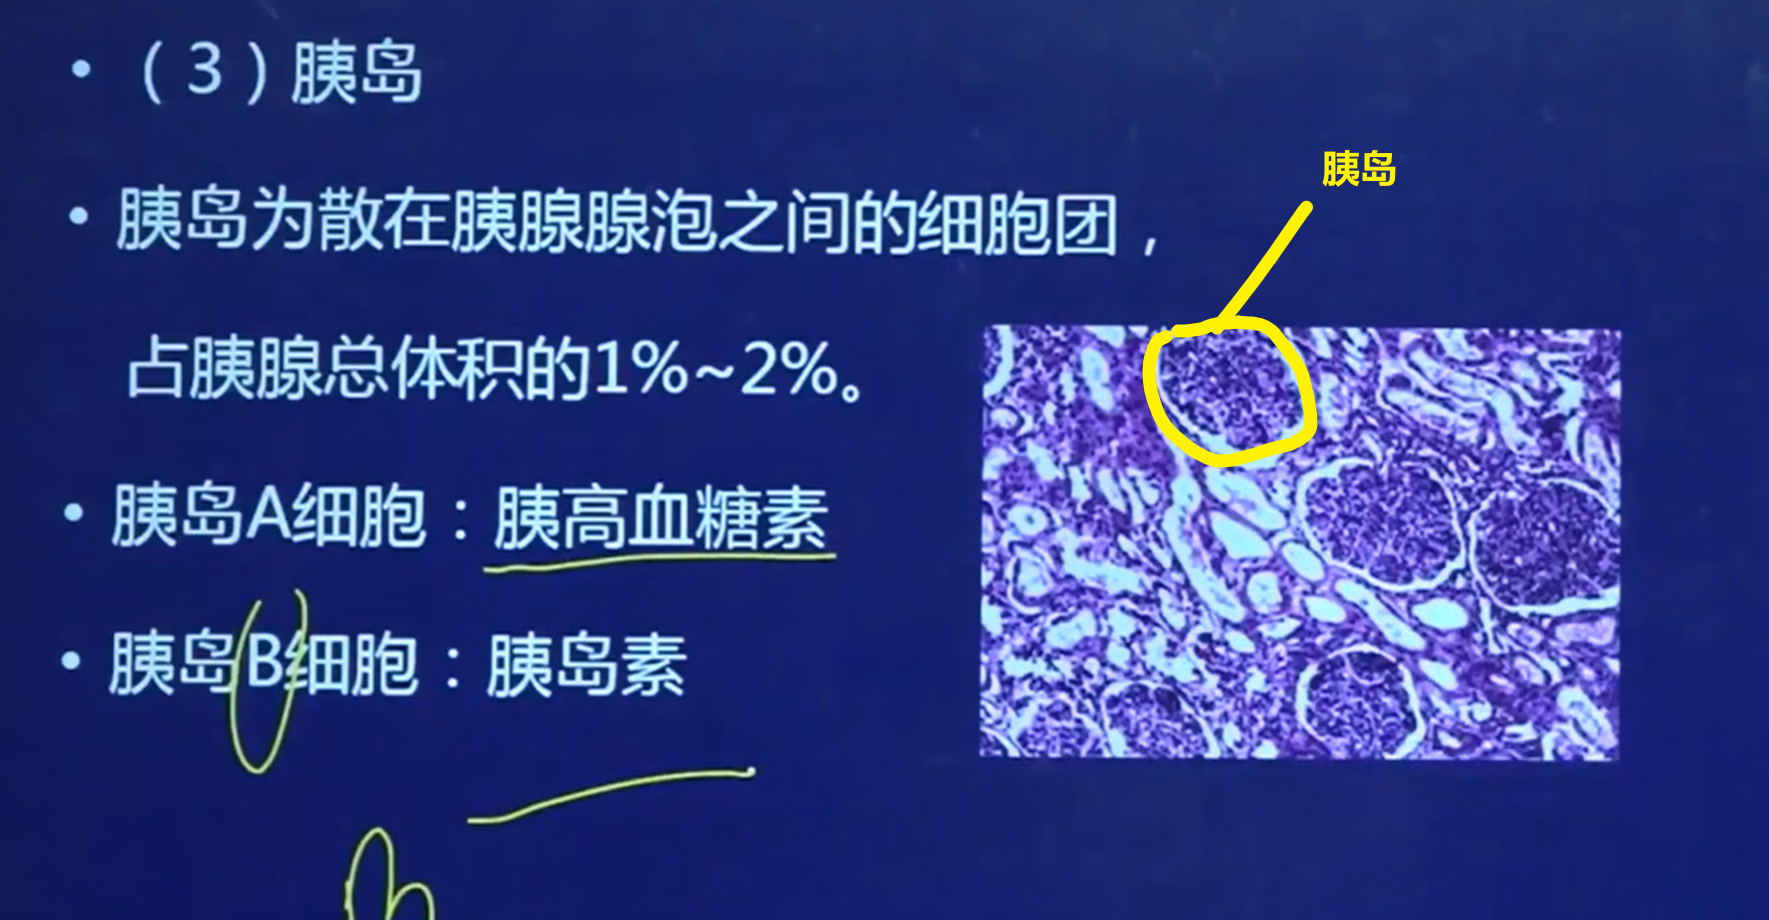 • （3）胰岛
胰岛
• 胰岛为散在胰腺腺泡之间的细胞团，
占胰腺总体积的1%~2%。
• 胰岛A细胞：胰高血糖素
• 胰岛B细胞：胰岛素